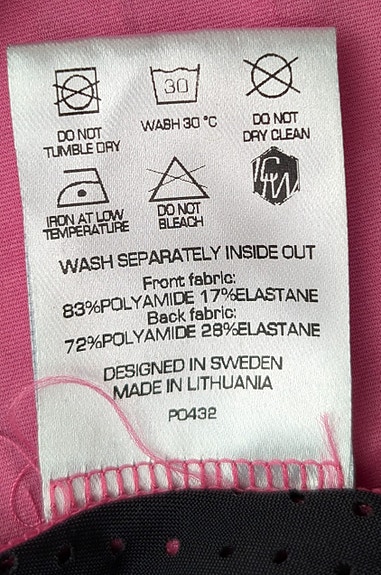 30
DO NOT
TUMBLE DRY
WASH 30 °C
DO NOT
DRY CLEAN
IRON AT LOW
TEMPERATURE
DO NOT
BLEACH
WASH SEPARATELY INSIDE OUT
Front fabric:
83%POLYAMIDE 17%ELASTANE
Back fabric:
72%POLYAMIDE 28%ELASTANE
DESIGNED IN SWEDEN
MADE IN LITHUANIA
P0432